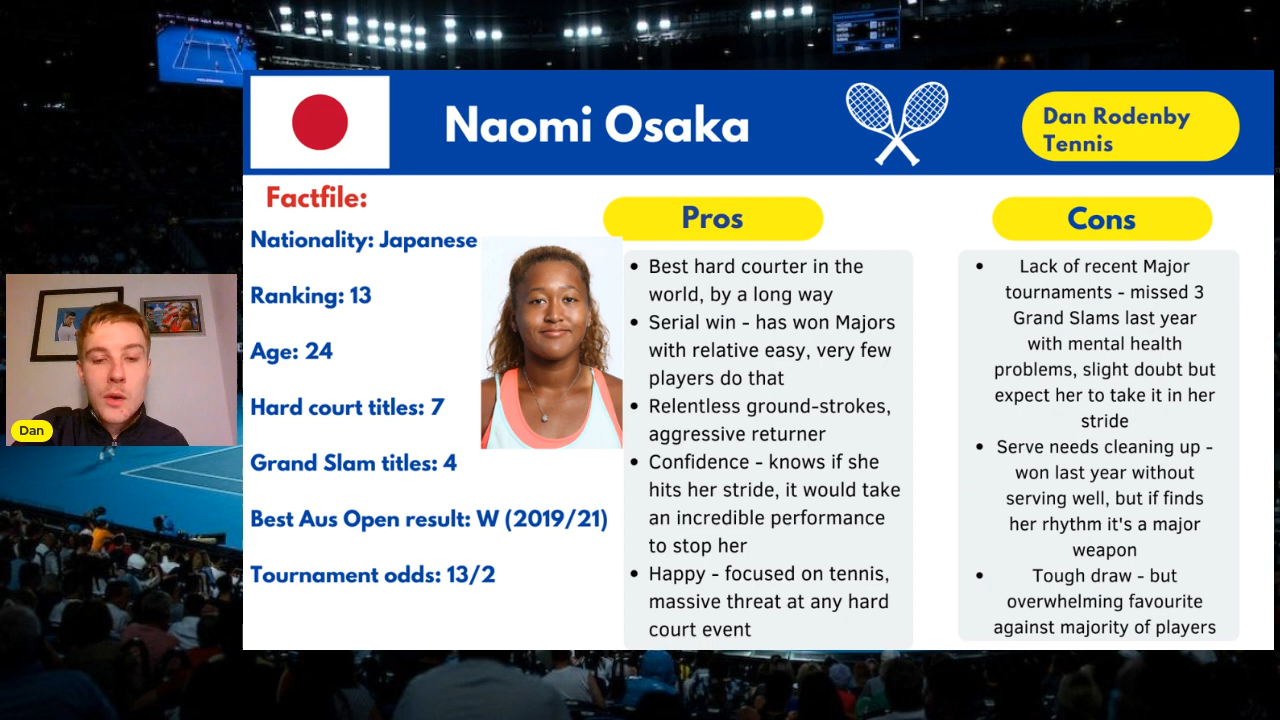 Naomi Osaka
Dan Rodenby
Tennis
Factfile:
Nationality: Japanese
Ranking: 13
Age: 24
Hard court titles: 7
Grand Slam titles: 4
Best Aus Open result: W (2019/21)
Tournament odds: 13/2
Pros
• Best hard courter in the
world, by a long way
• Serial win - has won Majors
with relative easy, very few
players do that
• Relentless ground-strokes,
aggressive returner
• Confidence - knows if she
hits her stride, it would take
an incredible performance
to stop her
• Happy - focused on tennis,
massive threat at any hard
court event
Cons
• Lack of recent Major
tournaments - missed 3
Grand Slams last year
with mental health
problems, slight doubt but
expect her to take it in her
stride
• Serve needs cleaning up -
won last year without
serving well, but if finds
her rhythm it's a major
weapon
• Tough draw - but
overwhelming favourite
against majority of players
Dan